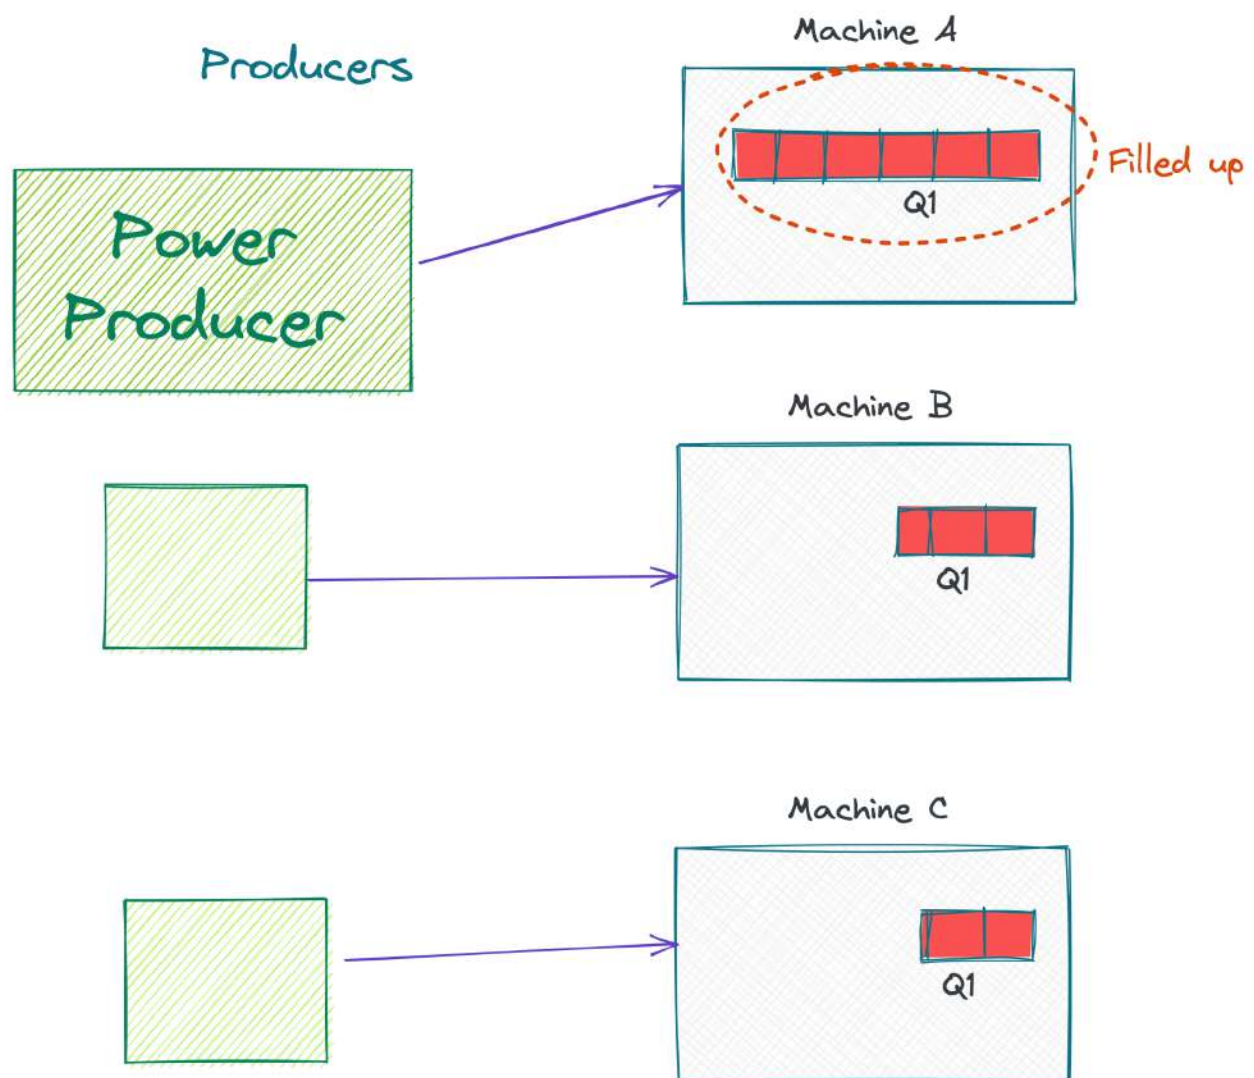 Machine A
Producers
Filled up
Q1
Power
Producer
Machine B
Q1
Machine C
Q1